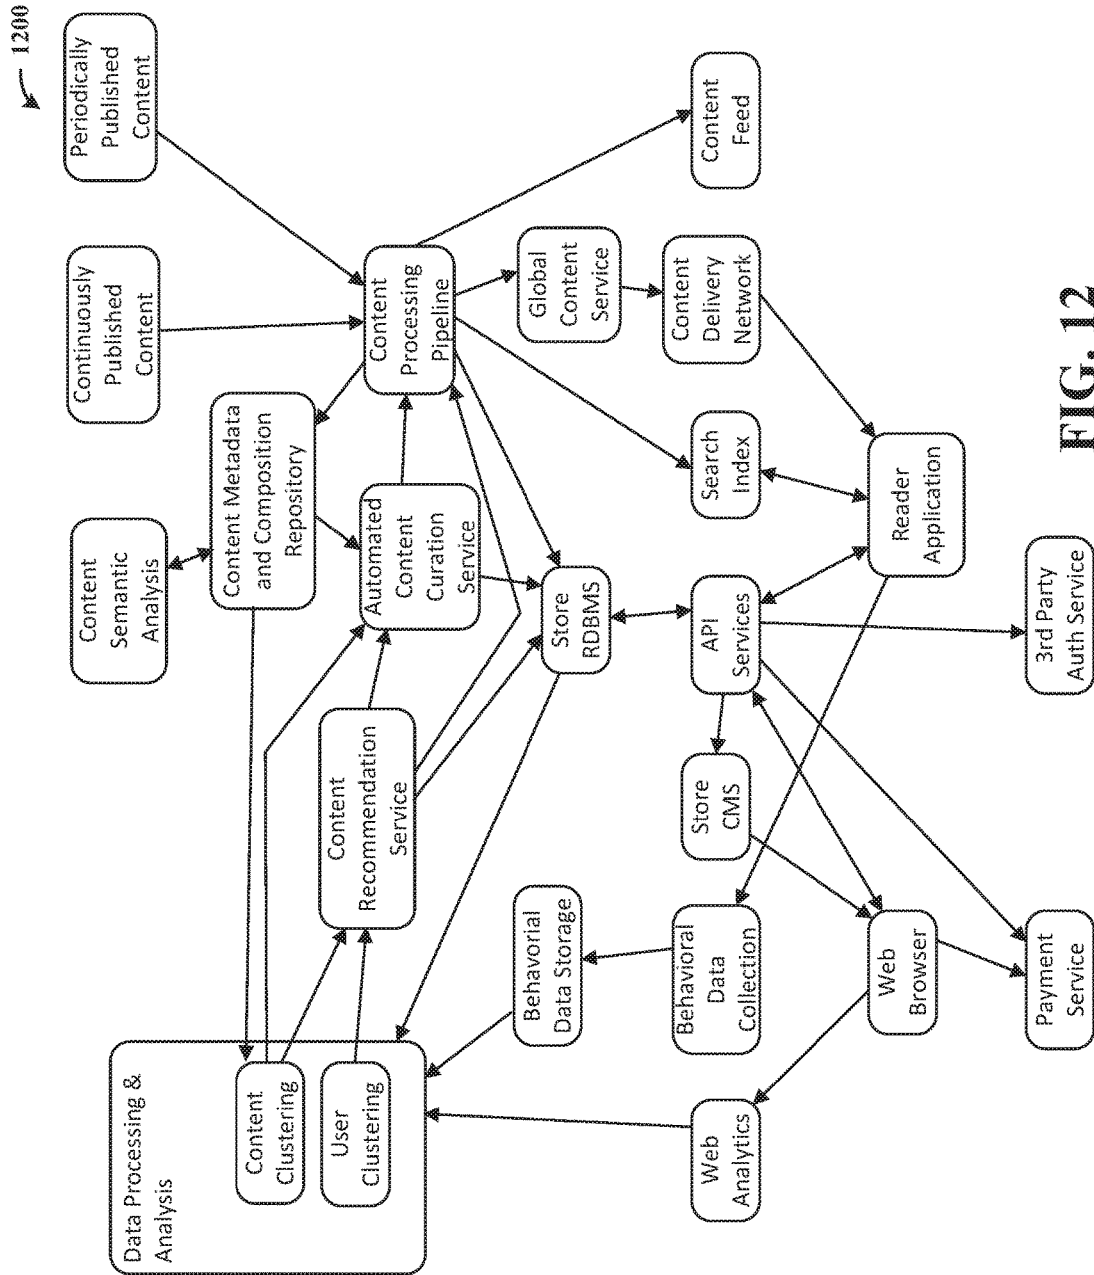 1200
Data Processing &
Analysis
Content
Clustering
User
Clustering
Content
Semantic
Analysis
Continuously
Published
Content
Periodically
Published
Content
Content Metadata
and Composition
Repository
Content
Recommendation
Service
Automated
Content
Curation
Service
Content
Processing
Pipeline
Behavorial
Data Storage
Store
RDBMS
Global
Content
Service
Web
Analytics
Behavioral
Data
Collection
Store
CMS
API
Services
Search
Index
Content
Delivery
Network
Content
Feed
Web
Browser
Reader
Application
Payment
Service
3rd Party
Auth Service
FIG. 12